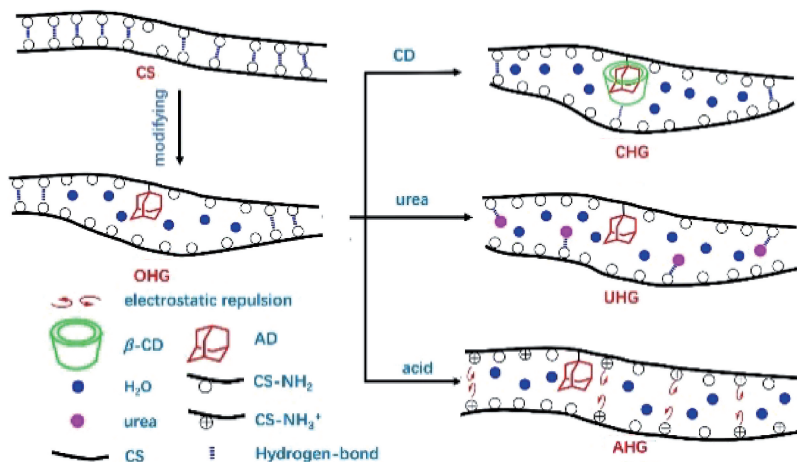 CS
modifying
OHG
CD
CHG
urea
UHG
acid
AHG
electrostatic repulsion
β-CD
AD
H₂O
CS-NH₂
urea
CS-NH₃⁺
CS
Hydrogen-bond